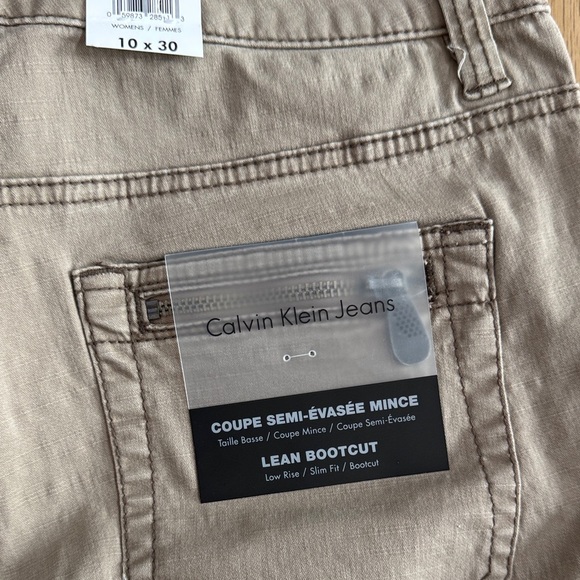 WOMENS / FEMMES
10 x 30
Calvin Klein Jeans
COUPE SEMI-ÉVASÉE MINCE
Taille Basse / Coupe Mince / Coupe Semi-Évasée
LEAN BOOTCUT
Low Rise / Slim Fit / Bootcut